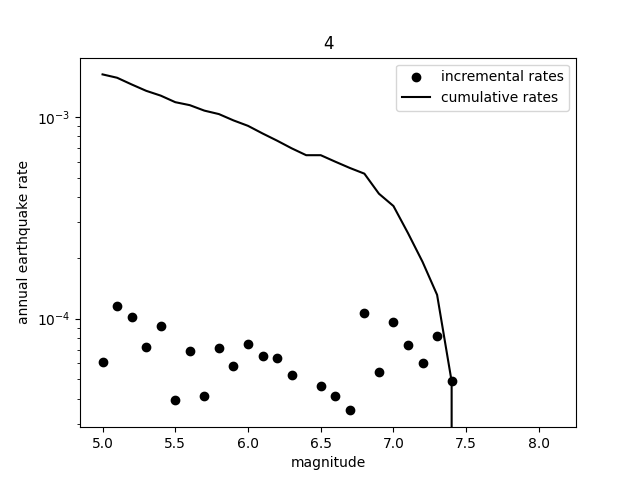 4
incremental rates
cumulative rates
annual earthquake rate
10⁻³
10⁻⁴
5.0 5.5 6.0 6.5 7.0 7.5 8.0
magnitude